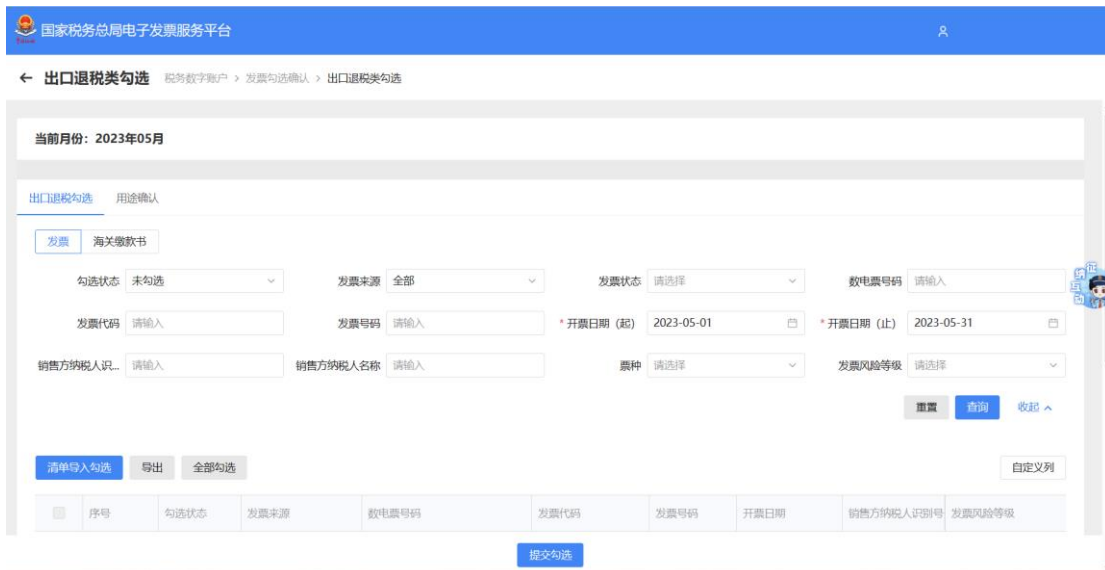 国家税务总局电子发票服务平台
← 出口退税类勾选 税务数字账户 > 发票勾选确认 > 出口退税类勾选
当前月份：2023年05月
出口退税勾选 用途确认
发票 海关缴款书
勾选状态 未勾选 发票来源 全部 发票状态 请选择 数电票号码 请输入
发票代码 请输入 发票号码 请输入 * 开票日期（起） 2023-05-01 * 开票日期（止） 2023-05-31
销售方纳税人识... 请输入 销售方纳税人名称 请输入 票种 请选择 发票风险等级 请选择
重置 查询 收起
清单导入勾选 导出 全部勾选 自定义列
序号 勾选状态 发票来源 数电票号码 发票代码 发票号码 开票日期 销售方纳税人识别号 发票风险等级
提交勾选
征纳互动